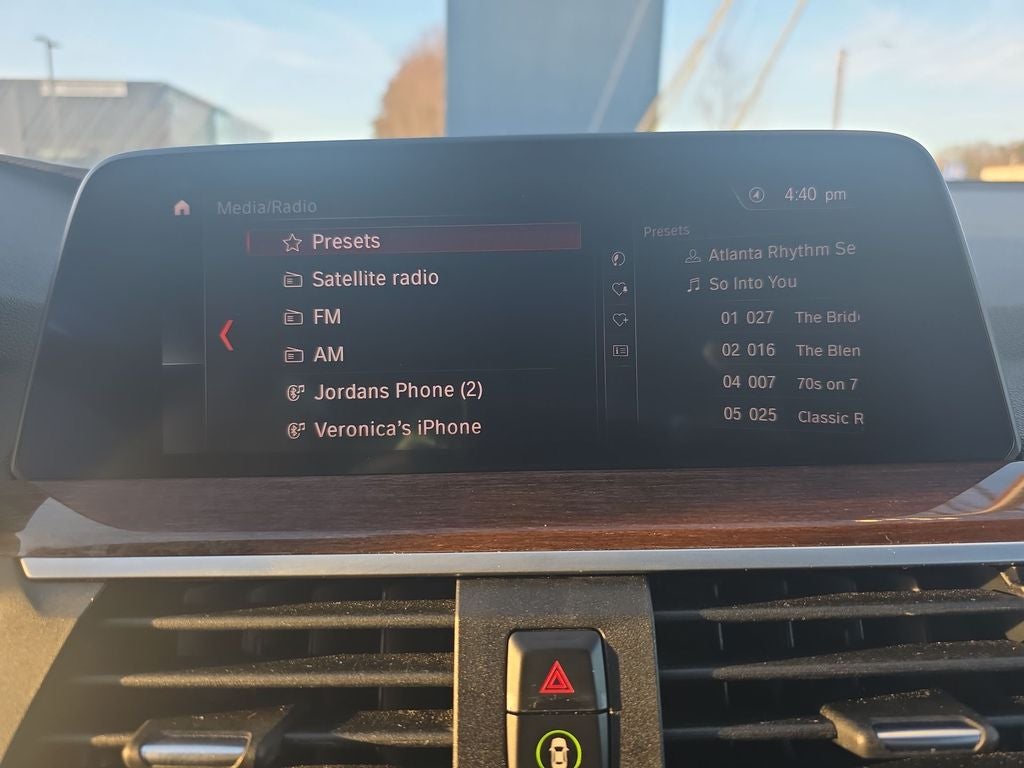 Media/Radio
4:40 pm
Presets
Satellite radio
FM
AM
Jordans Phone (2)
Veronica's iPhone
Presets
Atlanta Rhythm Se
So Into You
01 027 The Brid
02 016 The Blen
04 007 70s on 7
05 025 Classic R